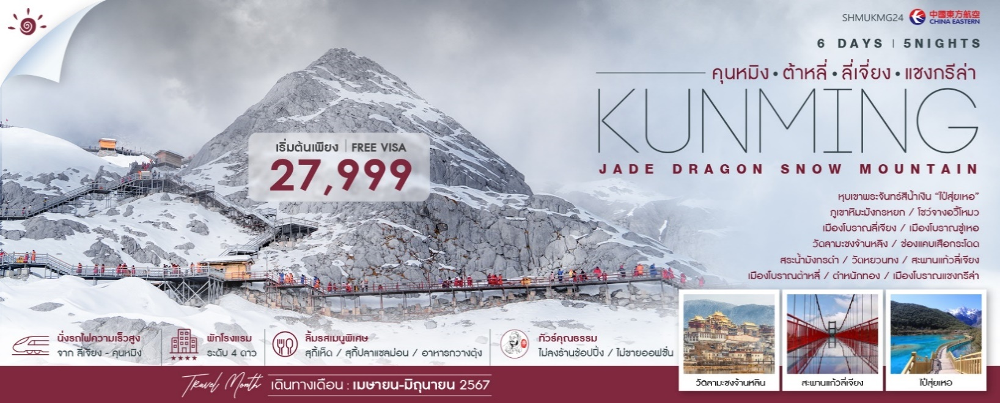 SHMUKMG24 中國東方航空 CHINA EASTERN
6 DAYS | 5NIGHTS
คุนหมิง • ต้าหลี่ • ลี่เจี่ยง • แชงกรีล่า
KUNMING
JADE DRAGON SNOW MOUNTAIN
เริ่มต้นเพียง | FREE VISA
27,999
หุบเขาพระจันทร์สีน้ำเงิน “ไป๋สุ่ยเหอ”
ภูเขาหิมะมังกรหยก / โชว์จางอวี้โหมว
เมืองโบราณลี่เจียง / เมืองโบราณซู่เหอ
วัดลามะซงจ้านหลิง / ช่องแคบเสือกระโดด
สระน้ำมังกรดำ / วัดหยวนทง / สะพานแก้วลี่เจียง
เมืองโบราณต้าหลี่ / ตำหนักทอง / เมืองโบราณแชงกรีล่า
นั่งรถไฟความเร็วสูง
จาก ลี่เจียง - คุนหมิง
พักโรงแรม
ระดับ 4 ดาว
ลิ้มรสเมนูพิเศษ
สุกี้เห็ด / สุกี้ปลาแซลม่อน / อาหารกวางตุ้ง
ทัวร์คุณธรรม
ไม่ลงร้านช้อปปิ้ง / ไม่ขายออฟชั่น
วัดลามะซงจ้านหลิน
สะพานแก้วลี่เจียง
ไป๋สุ่ยเหอ
Travel Month เดินทางเดือน : เมษายน-มิถุนายน 2567